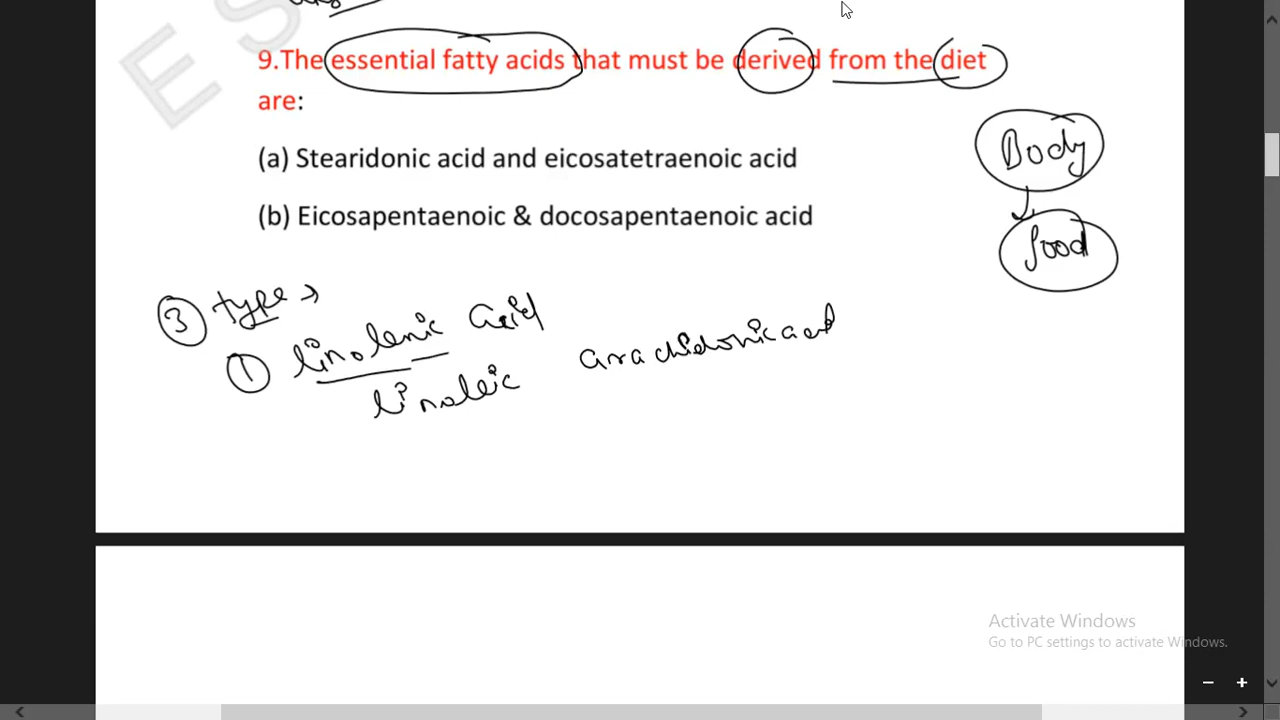 E S
9.The essential fatty acids that must be derived from the diet
are:
(a) Stearidonic acid and eicosatetraenoic acid
(b) Eicosapentaenoic & docosapentaenoic acid
Body
food
3 type →
1 linolenic acid
linoleic arachidonic acid
Activate Windows
Go to PC settings to activate Windows.